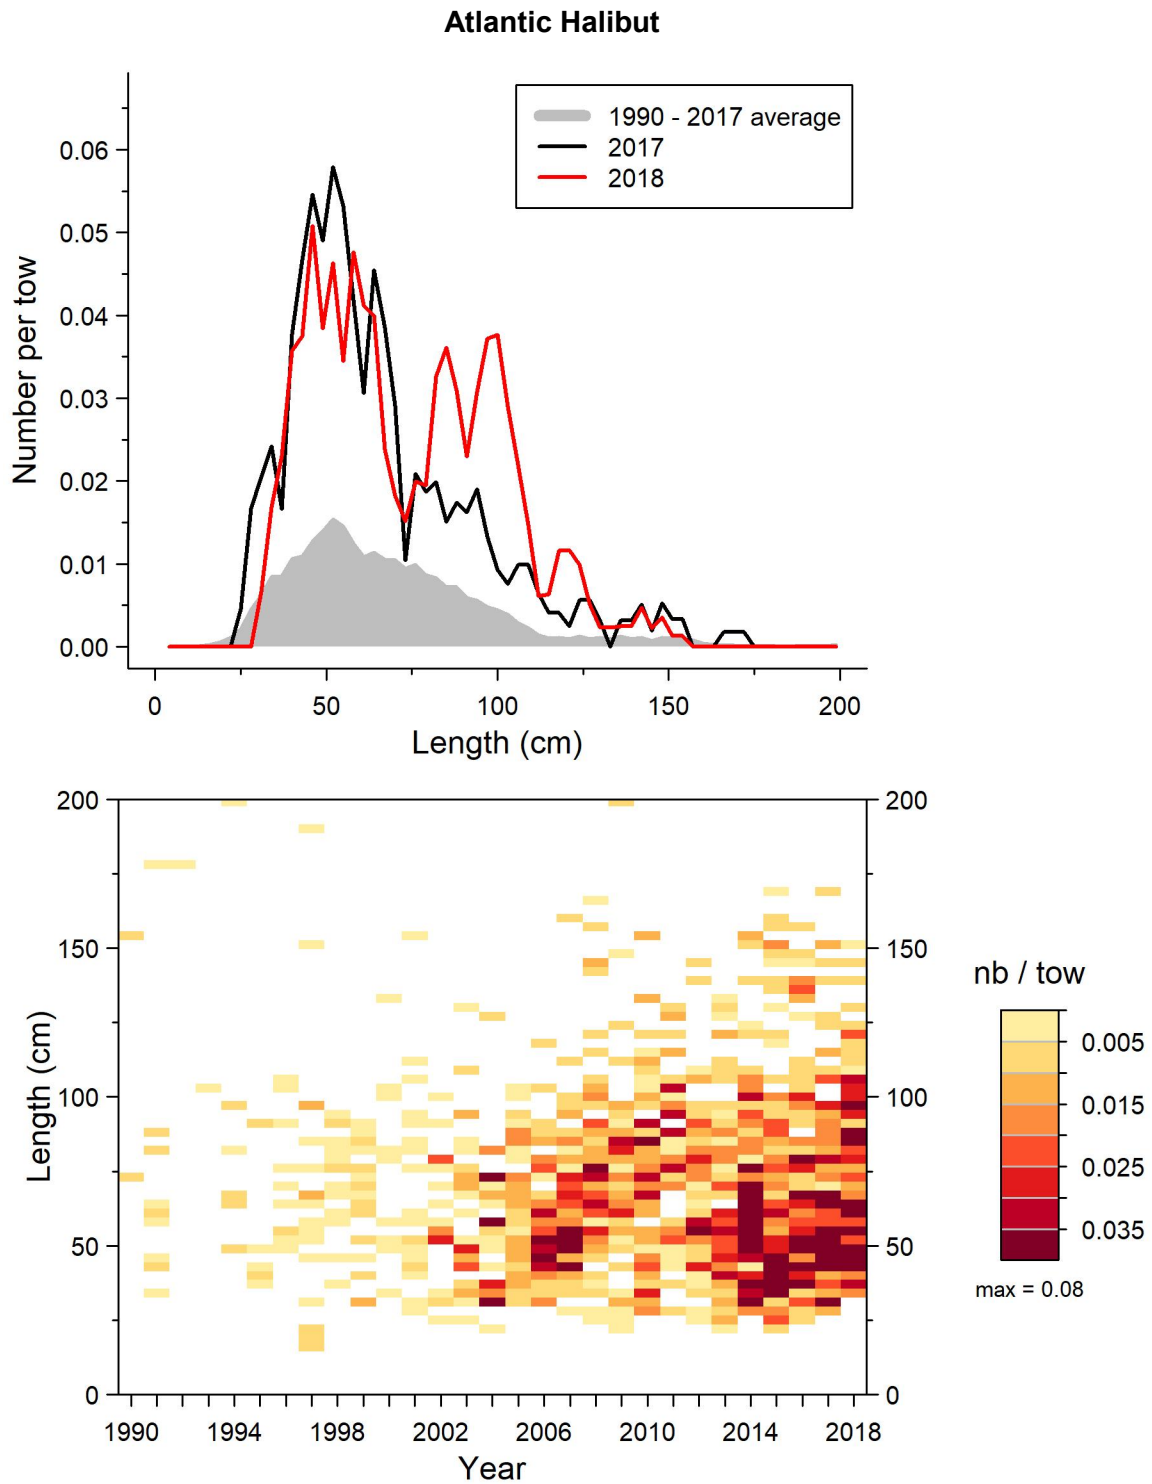 Atlantic Halibut
1990 - 2017 average
2017
2018
Number per tow
0.06
0.05
0.04
0.03
0.02
0.01
0.00
0 50 100 150 200
Length (cm)
200 200
150 150
100 100
50 50
0 0
Length (cm)
1990 1994 1998 2002 2006 2010 2014 2018
Year
nb / tow
0.005
0.015
0.025
0.035
max = 0.08